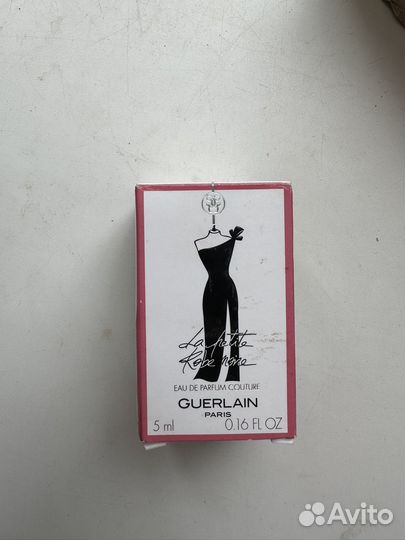 La petite
Robe noire
EAU DE PARFUM COUTURE
GUERLAIN
PARIS
5 ml 0.16 FL OZ
Avito